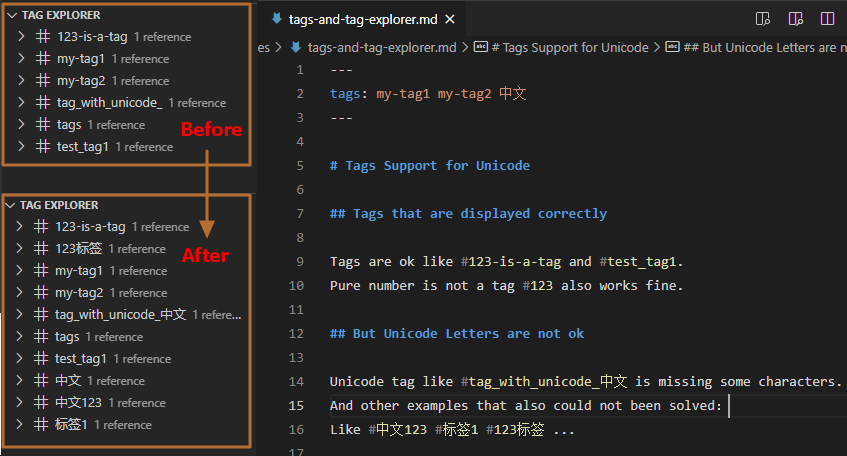 TAG EXPLORER
123-is-a-tag 1 reference
my-tag1 1 reference
my-tag2 1 reference
tag_with_unicode_ 1 reference
tags 1 reference
test_tag1 1 reference
Before
TAG EXPLORER
123-is-a-tag 1 reference
123标签 1 reference
my-tag1 1 reference
my-tag2 1 reference
tag_with_unicode_中文 1 refere...
tags 1 reference
test_tag1 1 reference
中文 1 reference
中文123 1 reference
标签1 1 reference
After
tags-and-tag-explorer.md
es > tags-and-tag-explorer.md > abc # Tags Support for Unicode > abc ## But Unicode Letters are n
1 ---
2 tags: my-tag1 my-tag2 中文
3 ---
4
5 # Tags Support for Unicode
6
7 ## Tags that are displayed correctly
8
9 Tags are ok like #123-is-a-tag and #test_tag1.
10 Pure number is not a tag #123 also works fine.
11
12 ## But Unicode Letters are not ok
13
14 Unicode tag like #tag_with_unicode_中文 is missing some characters.
15 And other examples that also could not been solved:
16 Like #中文123 #标签1 #123标签 ...
17